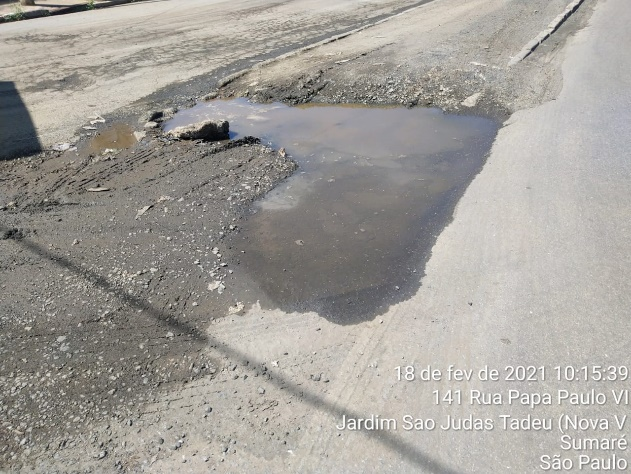 18 de fev de 2021 10:15:39
141 Rua Papa Paulo VI
Jardim Sao Judas Tadeu (Nova V
Sumaré
São Paulo